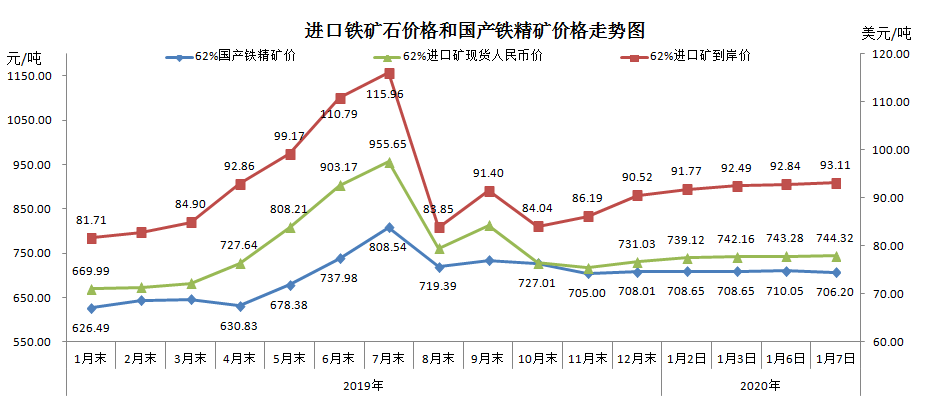 进口铁矿石价格和国产铁精矿价格走势图
元/吨
美元/吨
62%国产铁精矿价 62%进口矿现货人民币价 62%进口矿到岸价
1150.00
1050.00
950.00
850.00
750.00
650.00
550.00
120.00
110.00
100.00
90.00
80.00
70.00
60.00
81.71 84.90 92.86 99.17 110.79 115.96 83.85 91.40 84.04 86.19 90.52 91.77 92.49 92.84 93.11
669.99 727.64 808.21 903.17 955.65 731.03 739.12 742.16 743.28 744.32
626.49 630.83 678.38 737.98 808.54 719.39 727.01 705.00 708.01 708.65 708.65 710.05 706.20
1月末 2月末 3月末 4月末 5月末 6月末 7月末 8月末 9月末 10月末 11月末 12月末 1月2日 1月3日 1月6日 1月7日
2019年 2020年